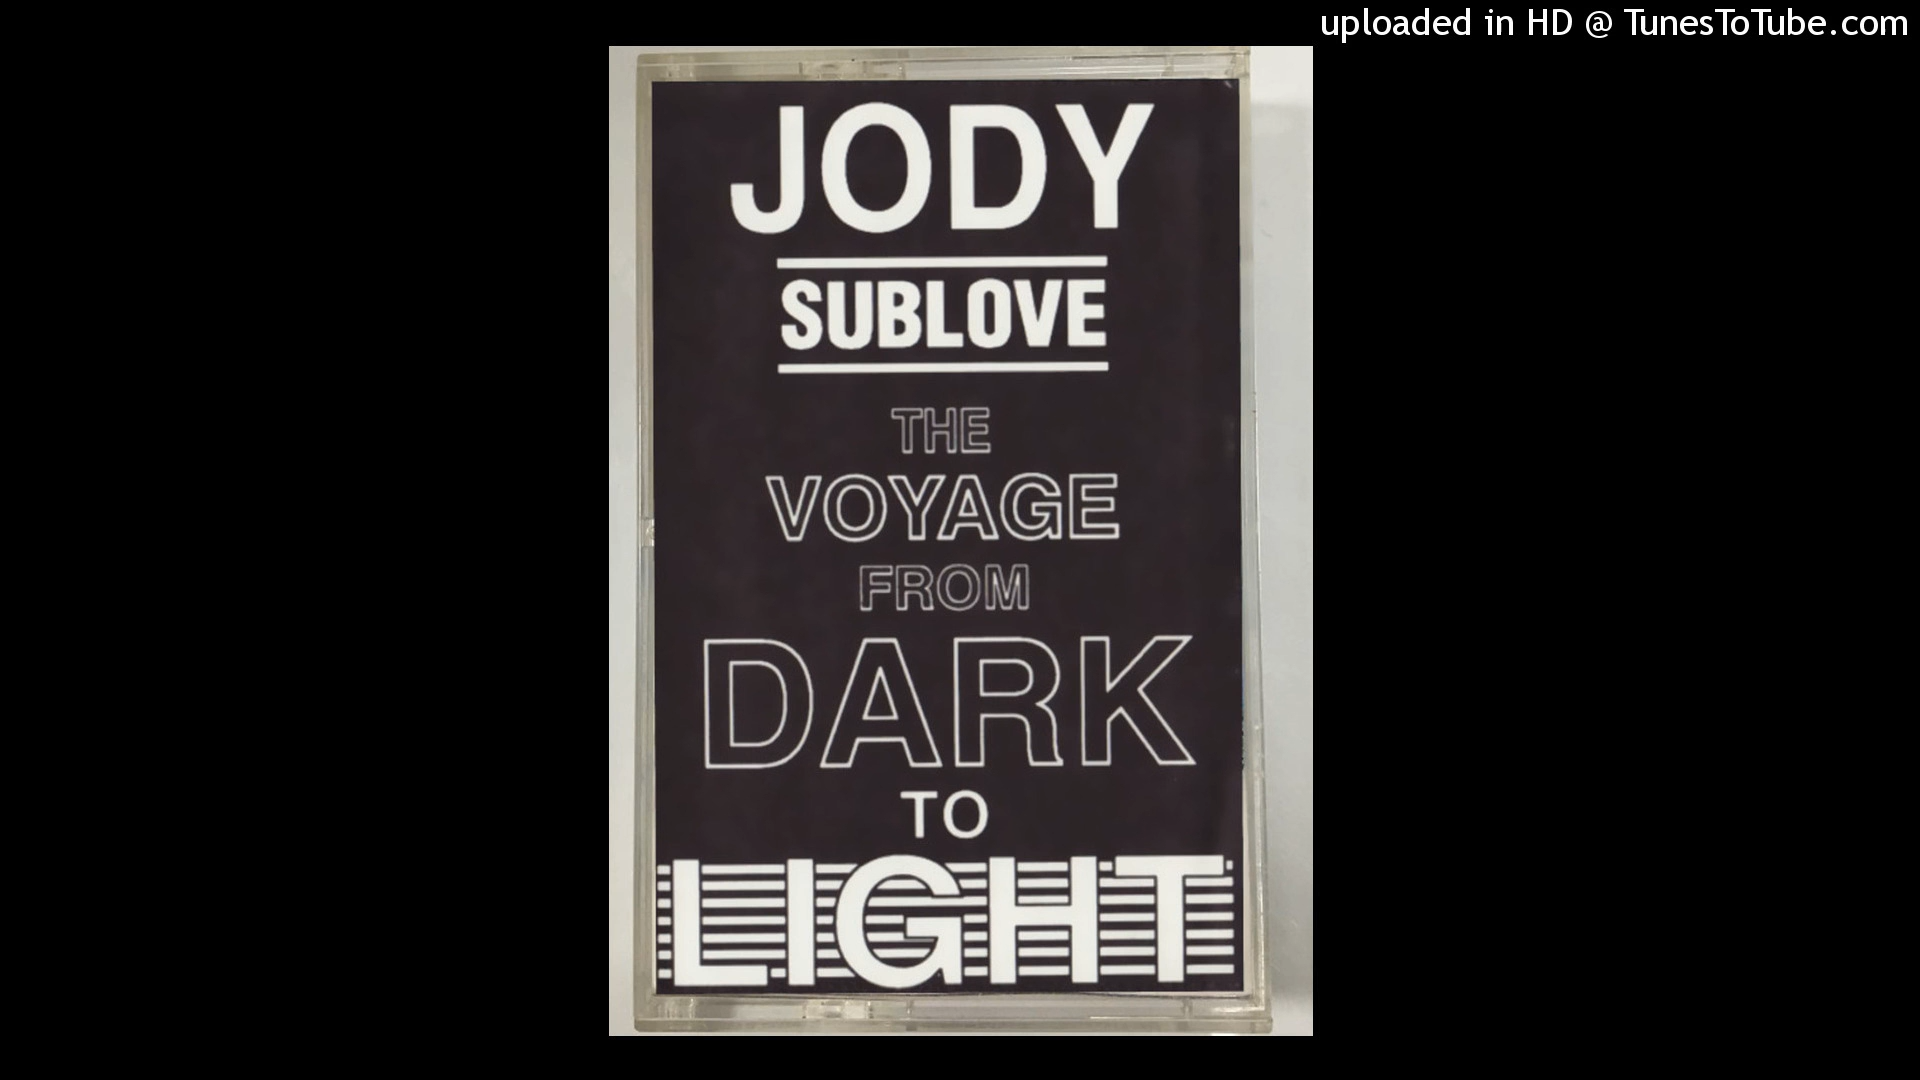 uploaded in HD @ TunesToTube.com
JODY
SUBLOVE
THE
VOYAGE
FROM
DARK
TO
LIGHT